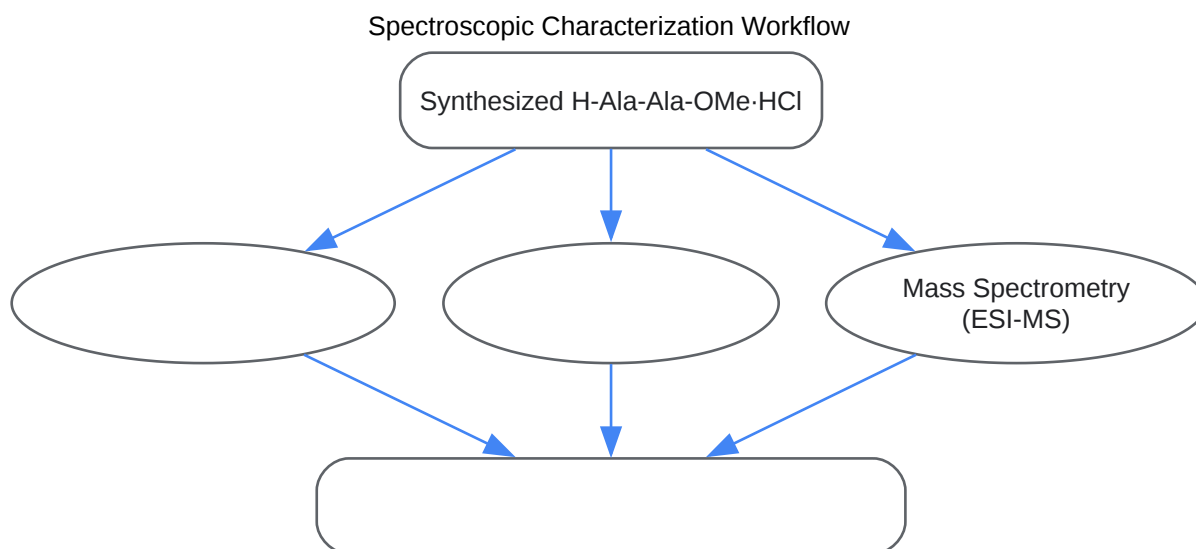 Spectroscopic Characterization Workflow
Synthesized H-Ala-Ala-OMe·HCl
Mass Spectrometry
(ESI-MS)